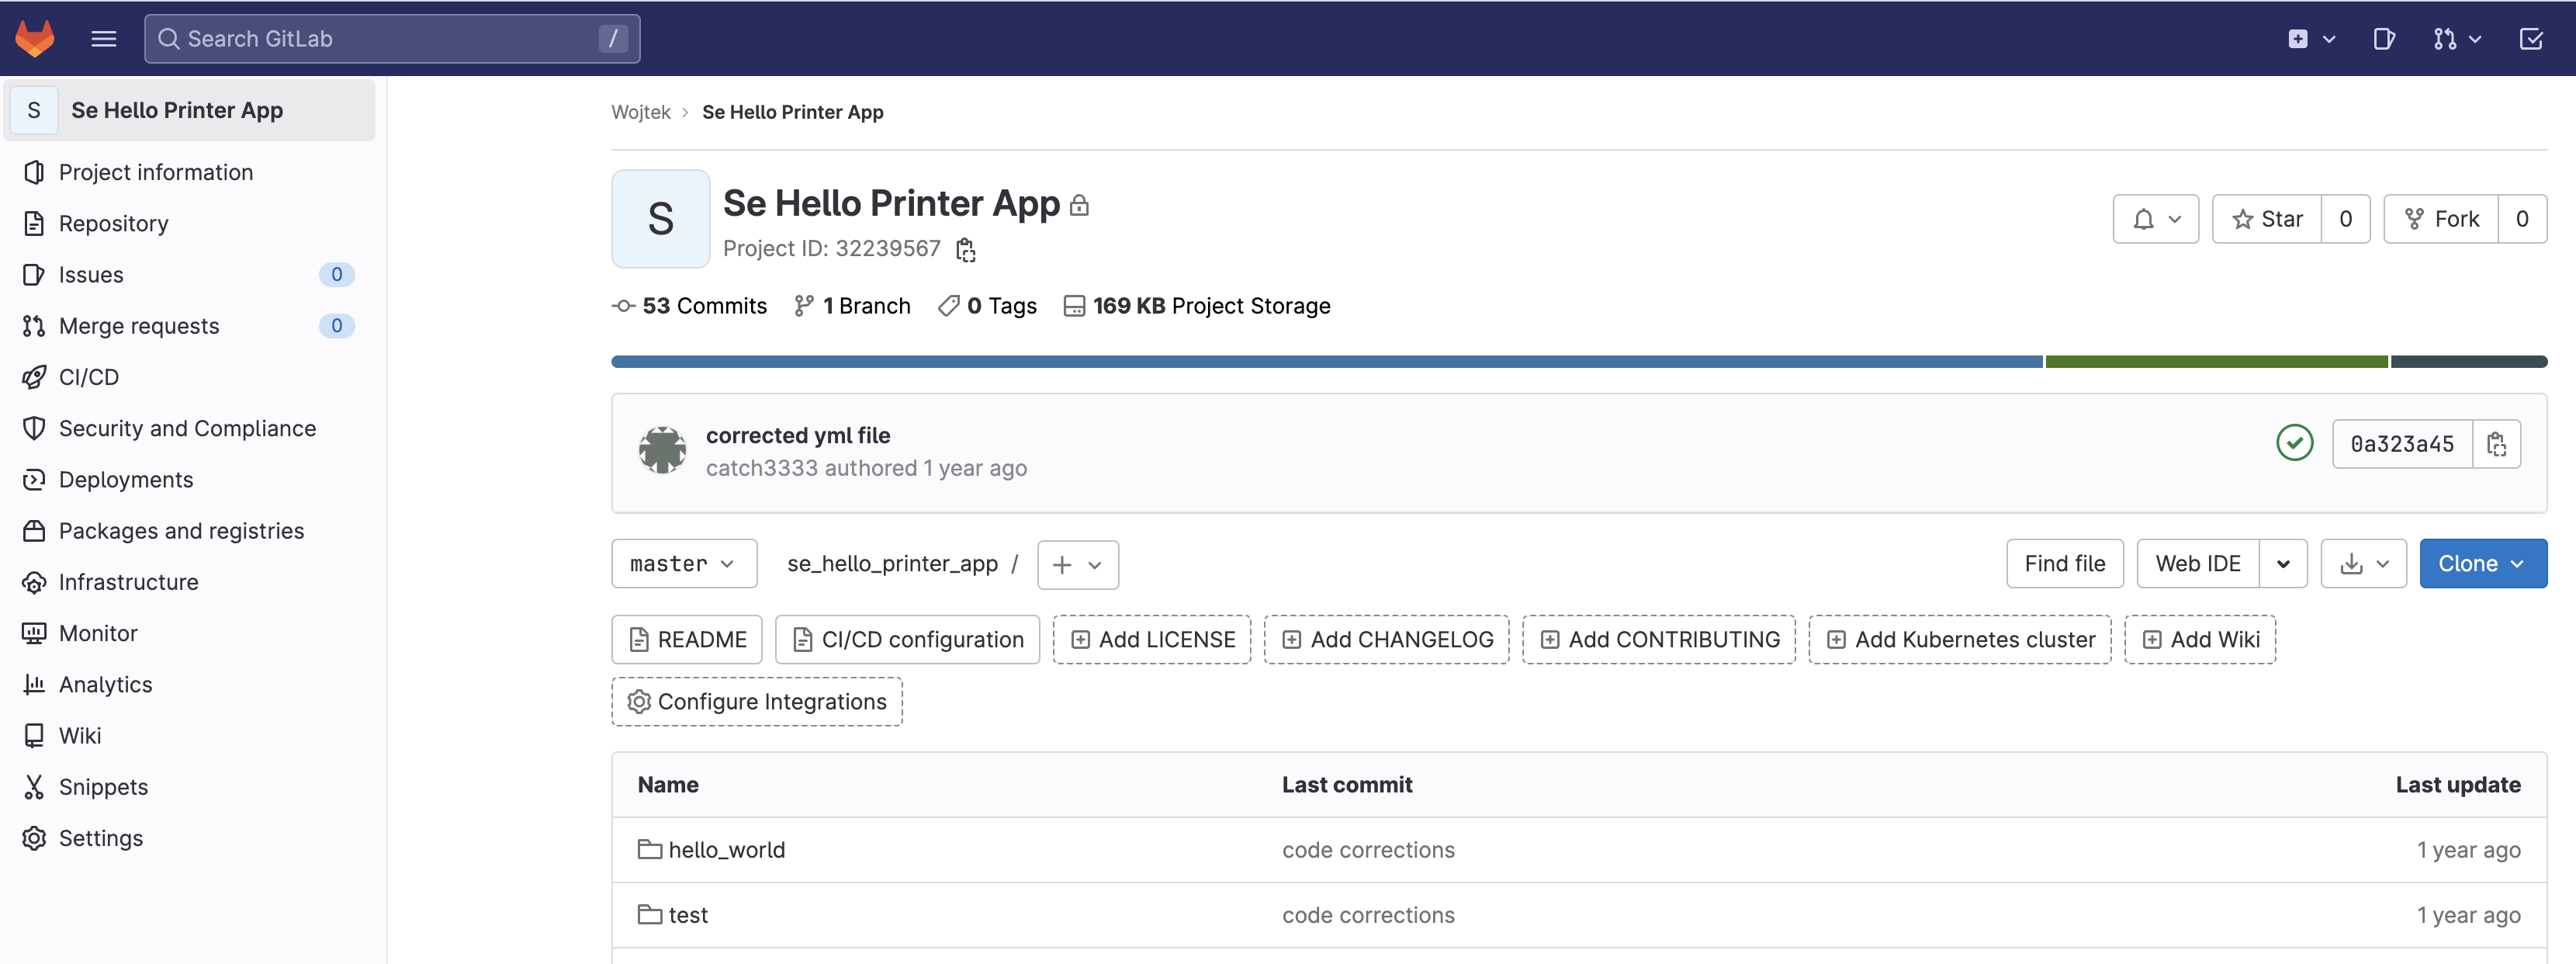 Search GitLab /
S Se Hello Printer App
Project information
Repository
Issues 0
Merge requests 0
CI/CD
Security and Compliance
Deployments
Packages and registries
Infrastructure
Monitor
Analytics
Wiki
Snippets
Settings
Wojtek › Se Hello Printer App
S
Se Hello Printer App
Project ID: 32239567
Star 0 Fork 0
53 Commits 1 Branch 0 Tags 169 KB Project Storage
corrected yml file
catch3333 authored 1 year ago
0a323a45
master se_hello_printer_app / + Find file Web IDE Clone
README CI/CD configuration Add LICENSE Add CHANGELOG Add CONTRIBUTING Add Kubernetes cluster Add Wiki
Configure Integrations
Name Last commit Last update
hello_world code corrections 1 year ago
test code corrections 1 year ago